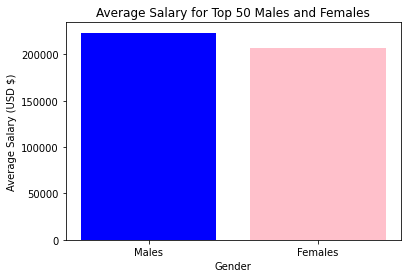 Average Salary for Top 50 Males and Females
Average Salary (USD $)
200000
150000
100000
50000
0
Males Females
Gender